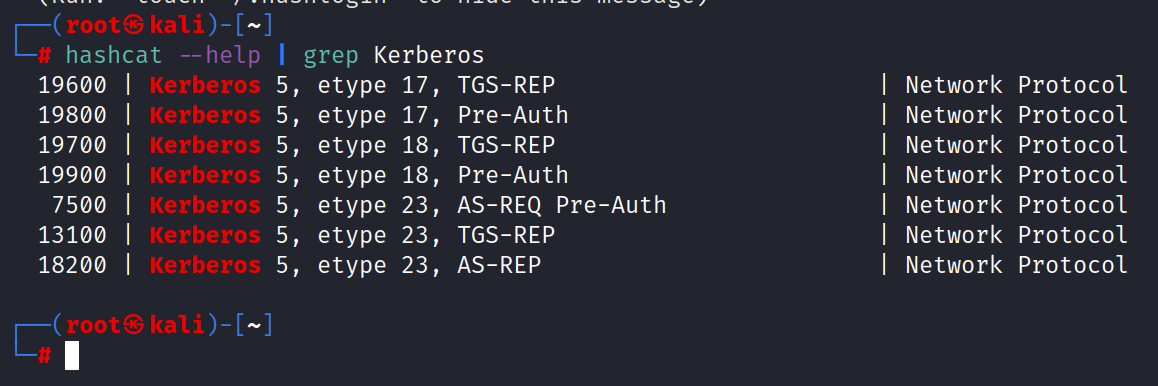 (Run: "touch ~/.hushlogin" to hide this message)
┌──(root㉿kali)-[~]
└─# hashcat --help | grep Kerberos
19600 | Kerberos 5, etype 17, TGS-REP | Network Protocol
19800 | Kerberos 5, etype 17, Pre-Auth | Network Protocol
19700 | Kerberos 5, etype 18, TGS-REP | Network Protocol
19900 | Kerberos 5, etype 18, Pre-Auth | Network Protocol
7500 | Kerberos 5, etype 23, AS-REQ Pre-Auth | Network Protocol
13100 | Kerberos 5, etype 23, TGS-REP | Network Protocol
18200 | Kerberos 5, etype 23, AS-REP | Network Protocol
┌──(root㉿kali)-[~]
└─#